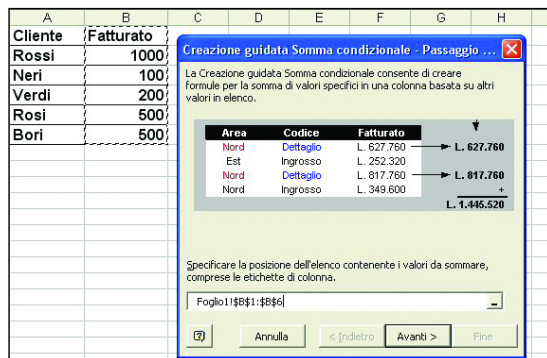 A B C D E F G H
Cliente Fatturato
Rossi 1000
Neri 100
Verdi 200
Rosi 500
Bori 500
Creazione guidata Somma condizionale - Passaggio ...
La Creazione guidata Somma condizionale consente di creare
formule per la somma di valori specifici in una colonna basata su altri
valori in elenco.
Area Codice Fatturato
Nord Dettaglio L. 627.760 L. 627.760
Est Ingrosso L. 252.320
Nord Dettaglio L. 817.760 L. 817.760
Nord Ingrosso L. 349.600 +
L. 1.445.520
Specificare la posizione dell'elenco contenente i valori da sommare,
comprese le etichette di colonna.
Foglio1!$B$1:$B$6
? Annulla < Indietro Avanti > Fine